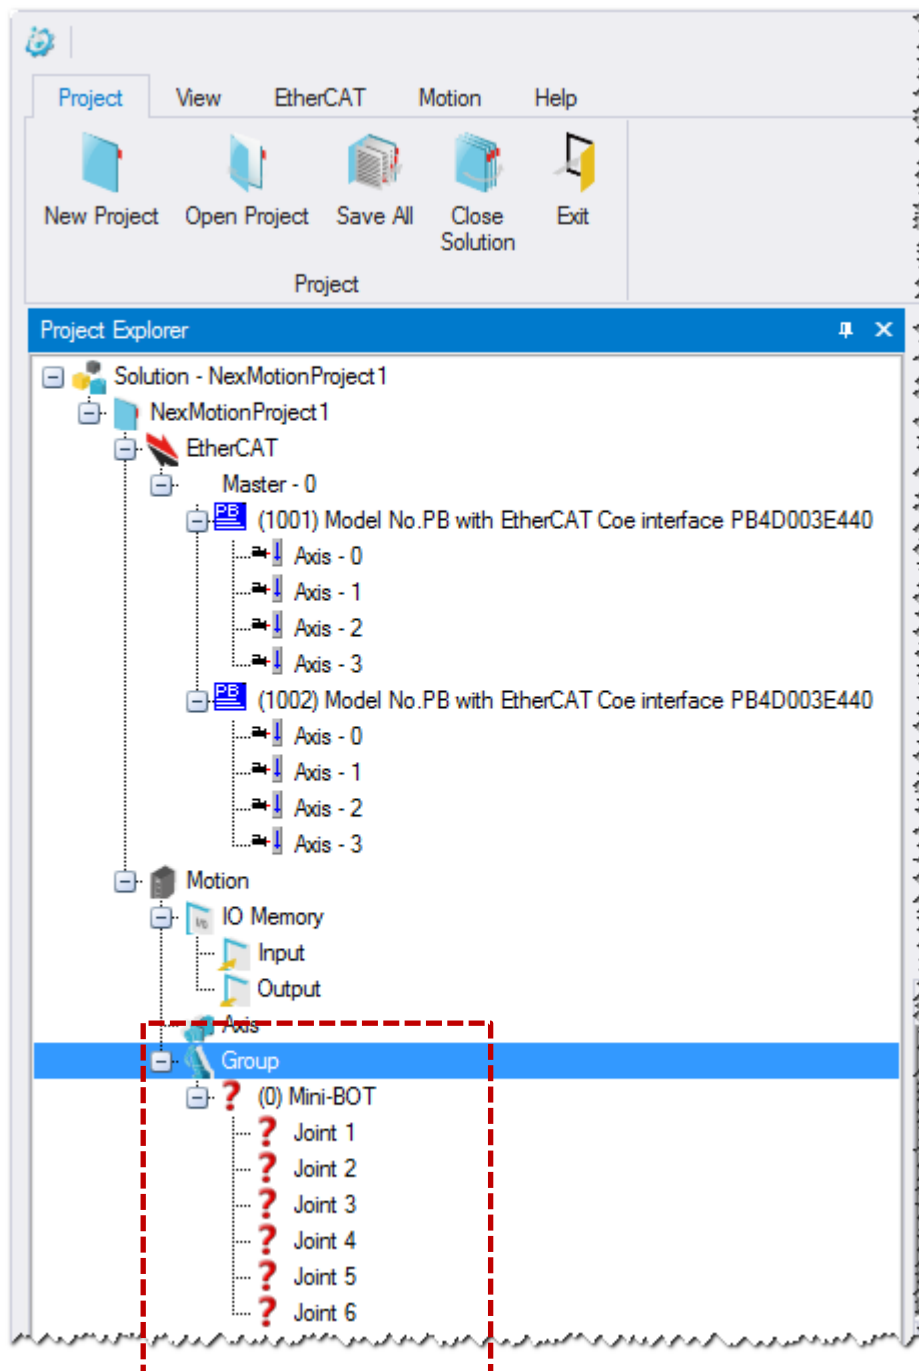 Project View EtherCAT Motion Help
New Project Open Project Save All Close Solution Exit
Project
Project Explorer
Solution - NexMotionProject1
NexMotionProject1
EtherCAT
Master - 0
PB (1001) Model No.PB with EtherCAT Coe interface PB4D003E440
Axis - 0
Axis - 1
Axis - 2
Axis - 3
PB (1002) Model No.PB with EtherCAT Coe interface PB4D003E440
Axis - 0
Axis - 1
Axis - 2
Axis - 3
Motion
I/O IO Memory
Input
Output
Axis
Group
? (0) Mini-BOT
? Joint 1
? Joint 2
? Joint 3
? Joint 4
? Joint 5
? Joint 6